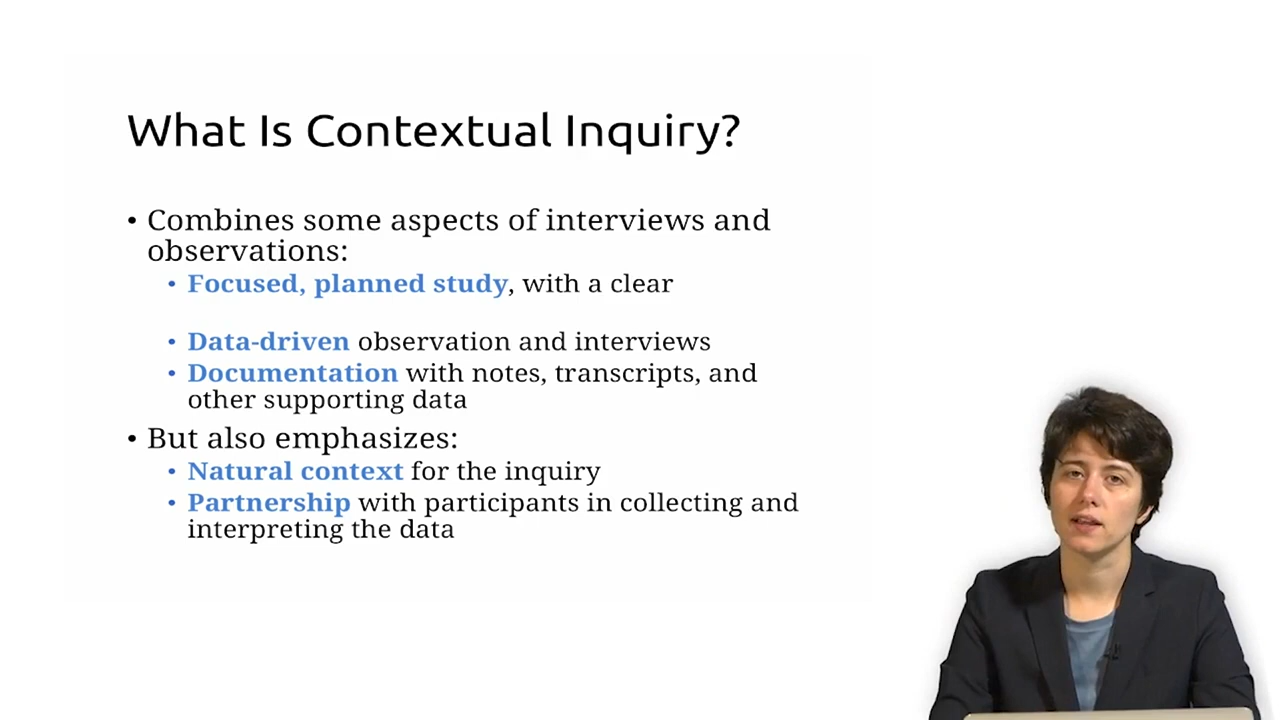 What Is Contextual Inquiry?
• Combines some aspects of interviews and
observations:
• Focused, planned study, with a clear
• Data-driven observation and interviews
• Documentation with notes, transcripts, and
other supporting data
• But also emphasizes:
• Natural context for the inquiry
• Partnership with participants in collecting and
interpreting the data